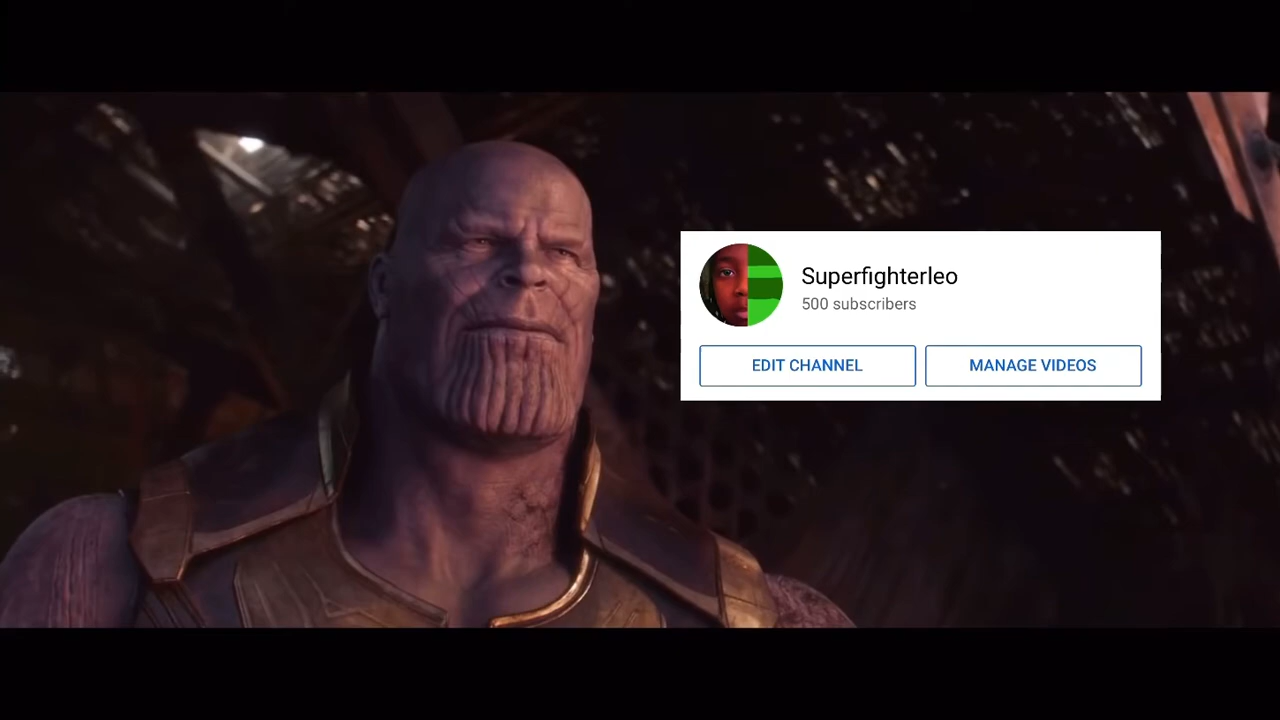 Superfighterleo
500 subscribers
EDIT CHANNEL
MANAGE VIDEOS